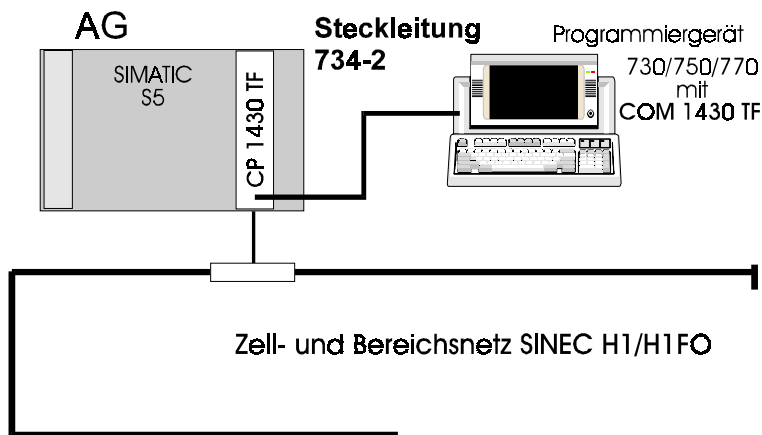 AG
SIMATIC
S5
CP 1430 TF
Steckleitung
734-2
Programmiergerät
730/750/770
mit
COM 1430 TF
Zell- und Bereichsnetz SINEC H1/H1FO